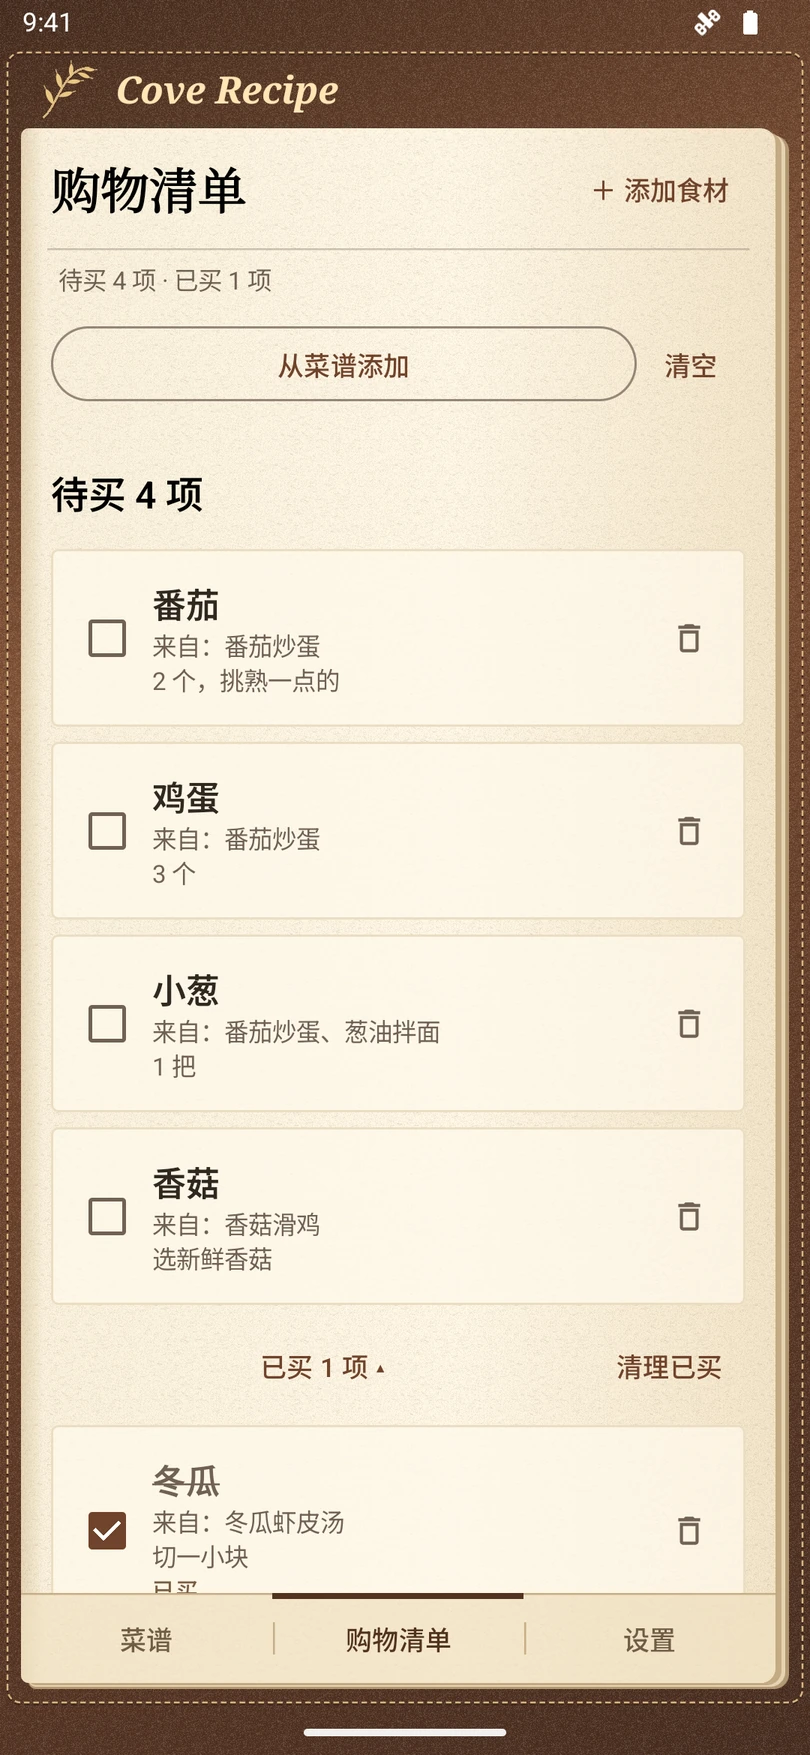 9:41
Cove Recipe
购物清单
+ 添加食材
待买 4 项 · 已买 1 项
从菜谱添加
清空
待买 4 项
番茄
来自：番茄炒蛋
2 个，挑熟一点的
鸡蛋
来自：番茄炒蛋
3 个
小葱
来自：番茄炒蛋、葱油拌面
1 把
香菇
来自：香菇滑鸡
选新鲜香菇
已买 1 项 ▴
清理已买
冬瓜
来自：冬瓜虾皮汤
切一小块
已买
菜谱
购物清单
设置